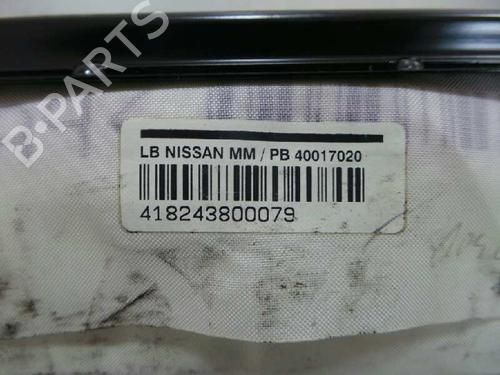 B-PARTS
LB NISSAN MM / PB 40017020
418243800079